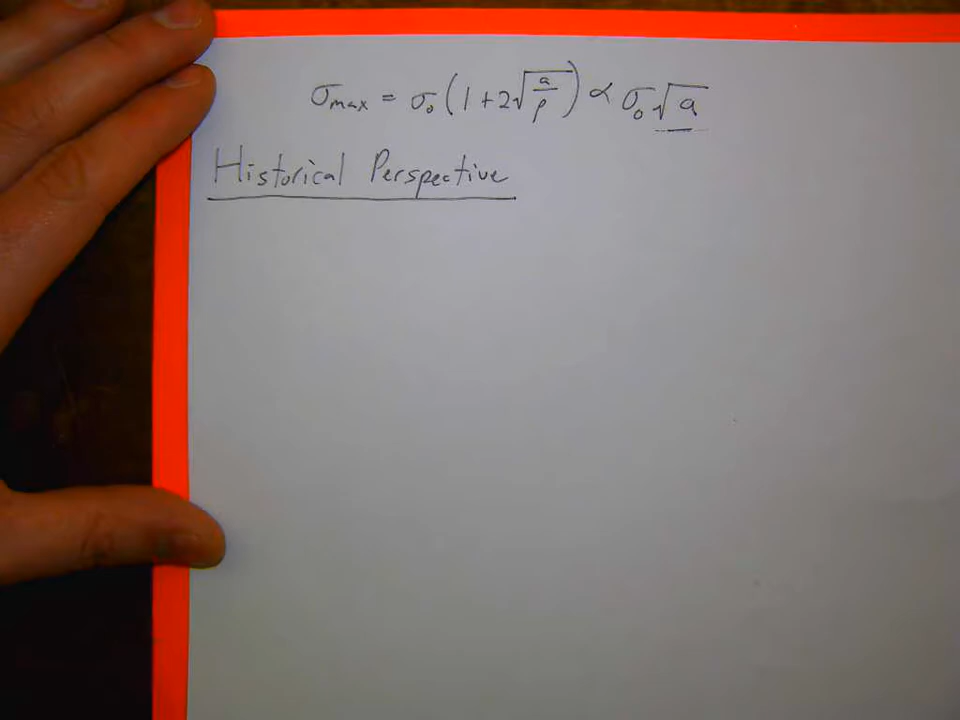 σmax = σ₀(1+2√(a/ρ)) ∝ σ₀√a
Historical Perspective